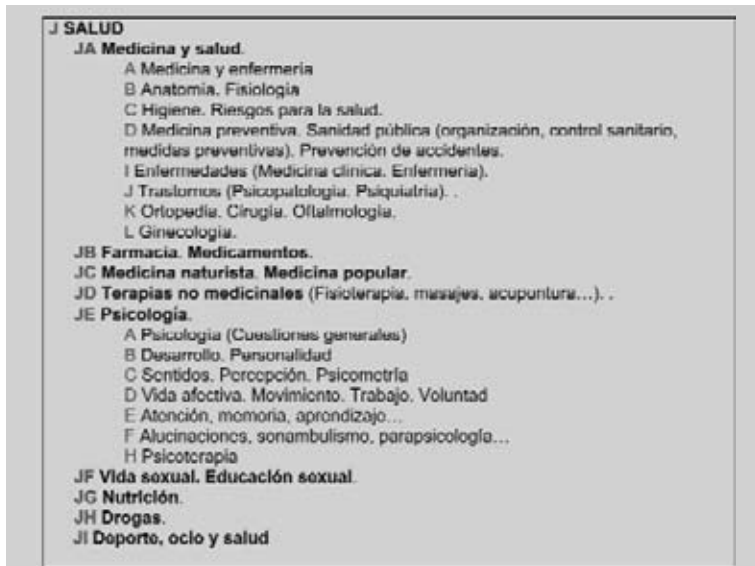 J SALUD
JA Medicina y salud.
A Medicina y enfermería
B Anatomía. Fisiología
C Higiene. Riesgos para la salud.
D Medicina preventiva. Sanidad pública (organización, control sanitario,
medidas preventivas). Prevención de accidentes.
I Enfermedades (Medicina clínica. Enfermería).
J Trastornos (Psicopatología. Psiquiatría). .
K Ortopedia. Cirugía. Oftalmología.
L Ginecología.
JB Farmacia. Medicamentos.
JC Medicina naturista. Medicina popular.
JD Terapias no medicinales (Fisioterapia, masajes, acupuntura...). .
JE Psicología.
A Psicología (Cuestiones generales)
B Desarrollo. Personalidad
C Sentidos. Percepción. Psicometría
D Vida afectiva. Movimiento. Trabajo. Voluntad
E Atención, memoria, aprendizaje...
F Alucinaciones, sonambulismo, parapsicología...
H Psicoterapia
JF Vida sexual. Educación sexual.
JG Nutrición.
JH Drogas.
JI Deporte, ocio y salud